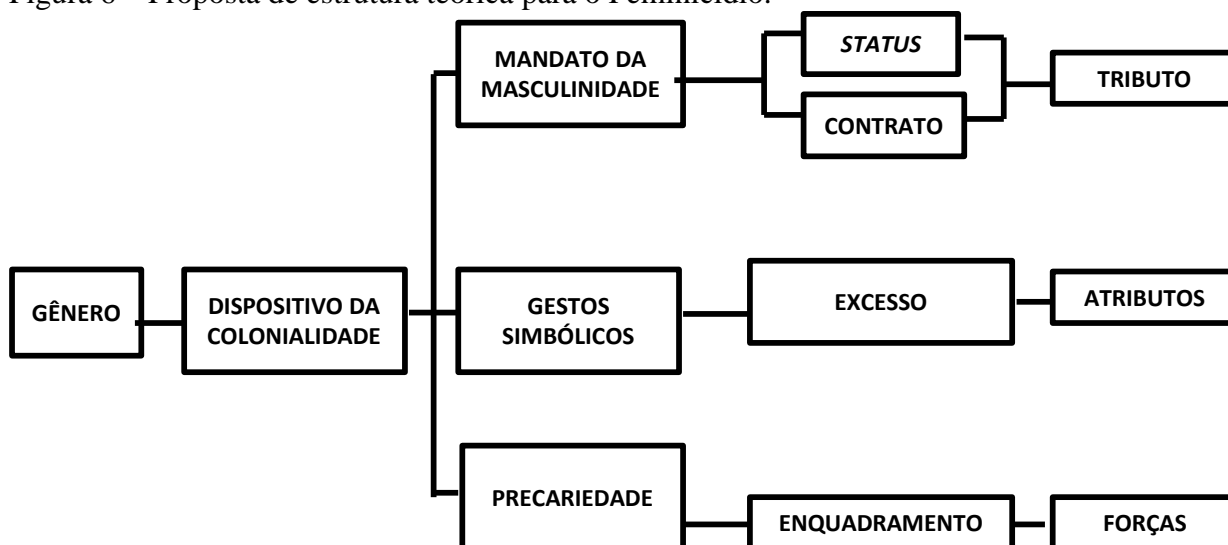 Figura 6 – Proposta de estrutura teórica para o Feminicídio.
MANDATO DA
MASCULINIDADE
STATUS
CONTRATO
TRIBUTO
GÊNERO
DISPOSITIVO DA
COLONIALIDADE
GESTOS
SIMBÓLICOS
EXCESSO
ATRIBUTOS
PRECARIEDADE
ENQUADRAMENTO
FORÇAS